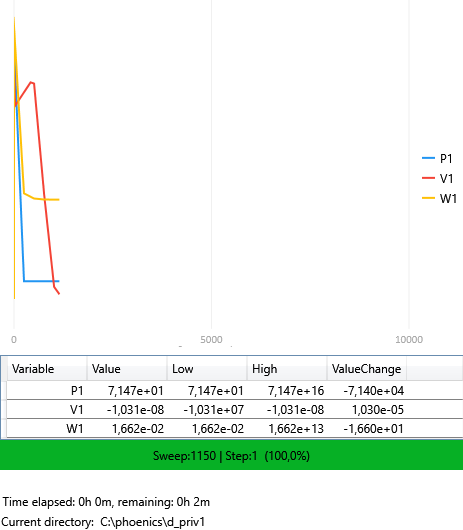 P1
V1
W1
0 5000 10000
Variable Value Low High ValueChange
P1 7,147e+01 7,147e+01 7,147e+16 -7,140e+04
V1 -1,031e-08 -1,031e+07 -1,031e-08 1,030e-05
W1 1,662e-02 1,662e-02 1,662e+13 -1,660e+01
Sweep:1150 | Step:1 (100,0%)
Time elapsed: 0h 0m, remaining: 0h 2m
Current directory: C:\phoenics\d_priv1